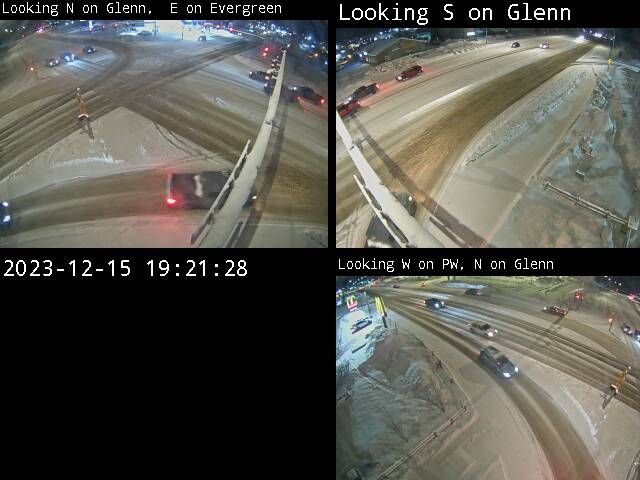 Looking N on Glenn,  E on Evergreen
Looking S on Glenn
2023-12-15 19:21:28
Looking W on PW, N on Glenn